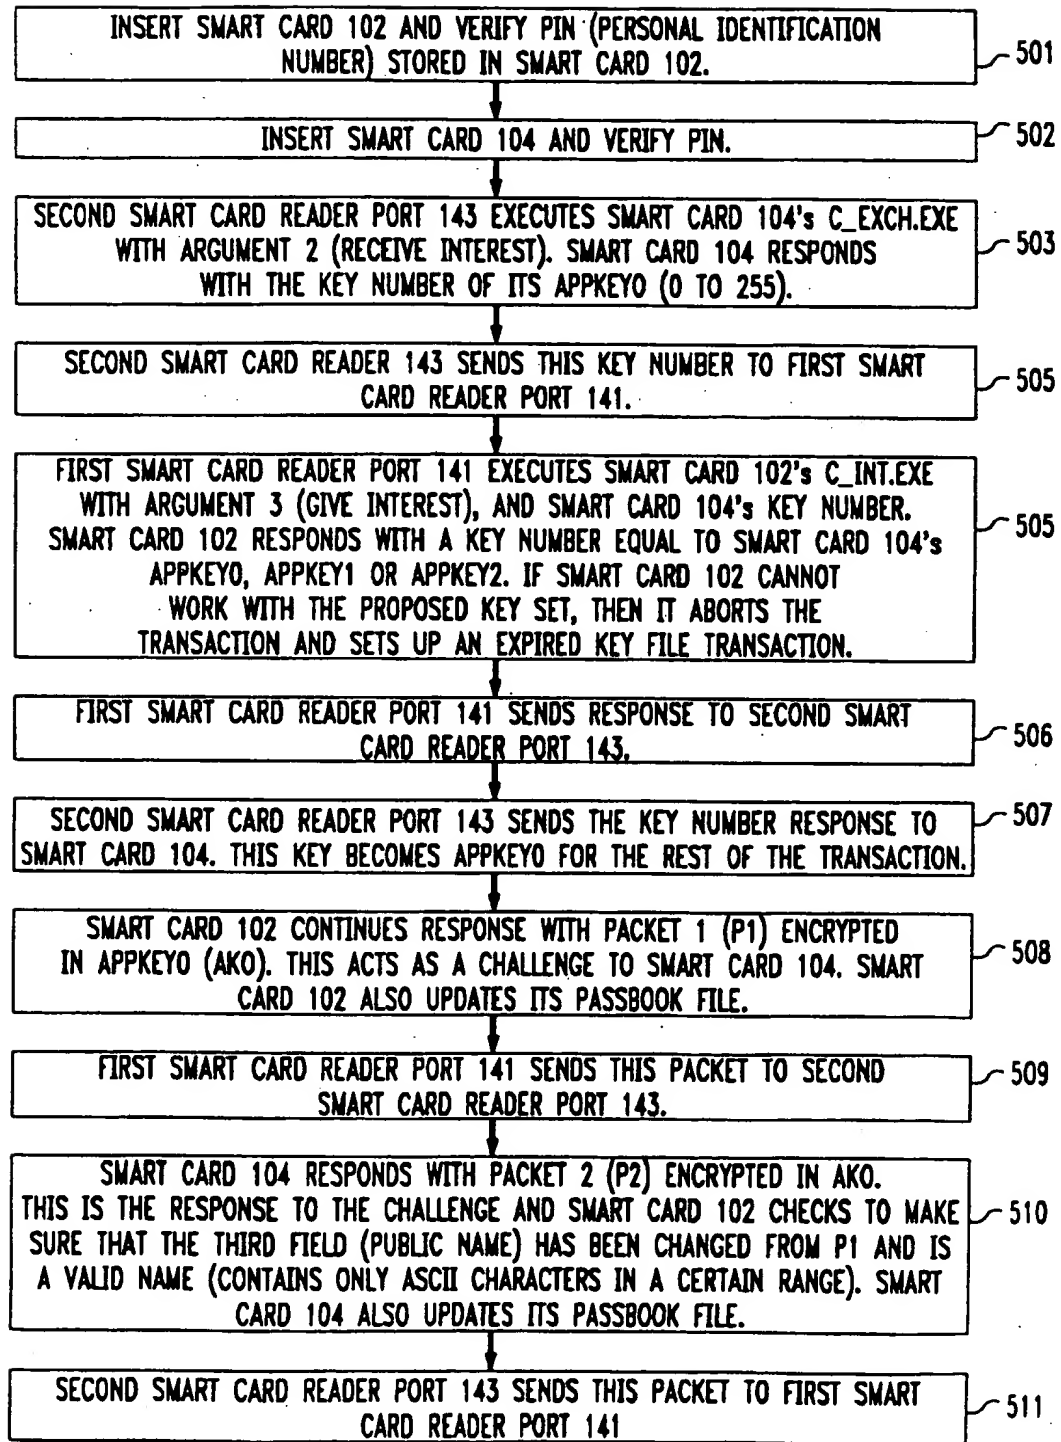 INSERT SMART CARD 102 AND VERIFY PIN (PERSONAL IDENTIFICATION
NUMBER) STORED IN SMART CARD 102.
501
INSERT SMART CARD 104 AND VERIFY PIN.
502
SECOND SMART CARD READER PORT 143 EXECUTES SMART CARD 104's C_EXCH.EXE
WITH ARGUMENT 2 (RECEIVE INTEREST). SMART CARD 104 RESPONDS
WITH THE KEY NUMBER OF ITS APPKEY0 (0 TO 255).
503
SECOND SMART CARD READER 143 SENDS THIS KEY NUMBER TO FIRST SMART
CARD READER PORT 141.
505
FIRST SMART CARD READER PORT 141 EXECUTES SMART CARD 102's C_INT.EXE
WITH ARGUMENT 3 (GIVE INTEREST), AND SMART CARD 104's KEY NUMBER.
SMART CARD 102 RESPONDS WITH A KEY NUMBER EQUAL TO SMART CARD 104's
APPKEY0, APPKEY1 OR APPKEY2. IF SMART CARD 102 CANNOT
WORK WITH THE PROPOSED KEY SET, THEN IT ABORTS THE
TRANSACTION AND SETS UP AN EXPIRED KEY FILE TRANSACTION.
505
FIRST SMART CARD READER PORT 141 SENDS RESPONSE TO SECOND SMART
CARD READER PORT 143.
506
SECOND SMART CARD READER PORT 143 SENDS THE KEY NUMBER RESPONSE TO
SMART CARD 104. THIS KEY BECOMES APPKEY0 FOR THE REST OF THE TRANSACTION.
507
SMART CARD 102 CONTINUES RESPONSE WITH PACKET 1 (P1) ENCRYPTED
IN APPKEY0 (AK0). THIS ACTS AS A CHALLENGE TO SMART CARD 104. SMART
CARD 102 ALSO UPDATES ITS PASSBOOK FILE.
508
FIRST SMART CARD READER PORT 141 SENDS THIS PACKET TO SECOND
SMART CARD READER PORT 143.
509
SMART CARD 104 RESPONDS WITH PACKET 2 (P2) ENCRYPTED IN AK0.
THIS IS THE RESPONSE TO THE CHALLENGE AND SMART CARD 102 CHECKS TO MAKE
SURE THAT THE THIRD FIELD (PUBLIC NAME) HAS BEEN CHANGED FROM P1 AND IS
A VALID NAME (CONTAINS ONLY ASCII CHARACTERS IN A CERTAIN RANGE). SMART
CARD 104 ALSO UPDATES ITS PASSBOOK FILE.
510
SECOND SMART CARD READER PORT 143 SENDS THIS PACKET TO FIRST SMART
CARD READER PORT 141
511